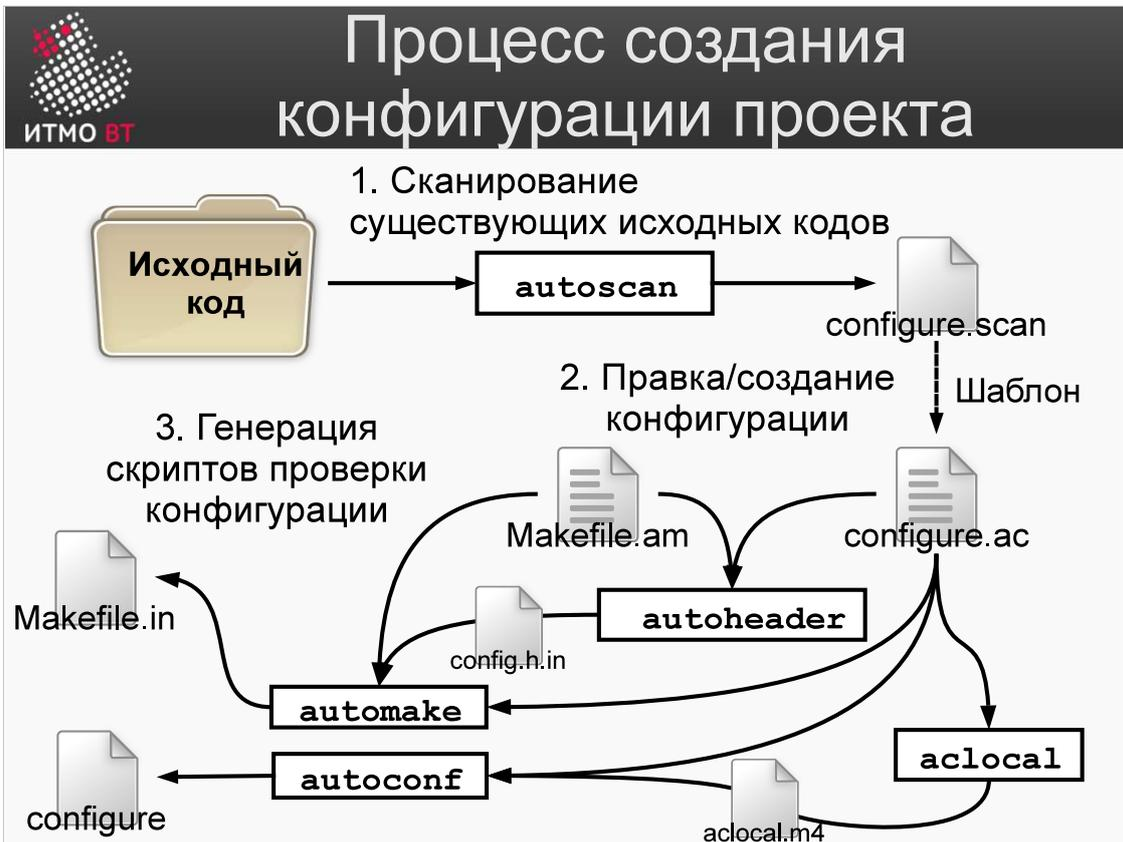 ИТМО ВТ
Процесс создания
конфигурации проекта
1. Сканирование
существующих исходных кодов
Исходный
код
autoscan
configure.scan
2. Правка/создание
конфигурации
Шаблон
3. Генерация
скриптов проверки
конфигурации
Makefile.am
configure.ac
Makefile.in
autoheader
config.h.in
automake
aclocal
autoconf
configure
aclocal.m4